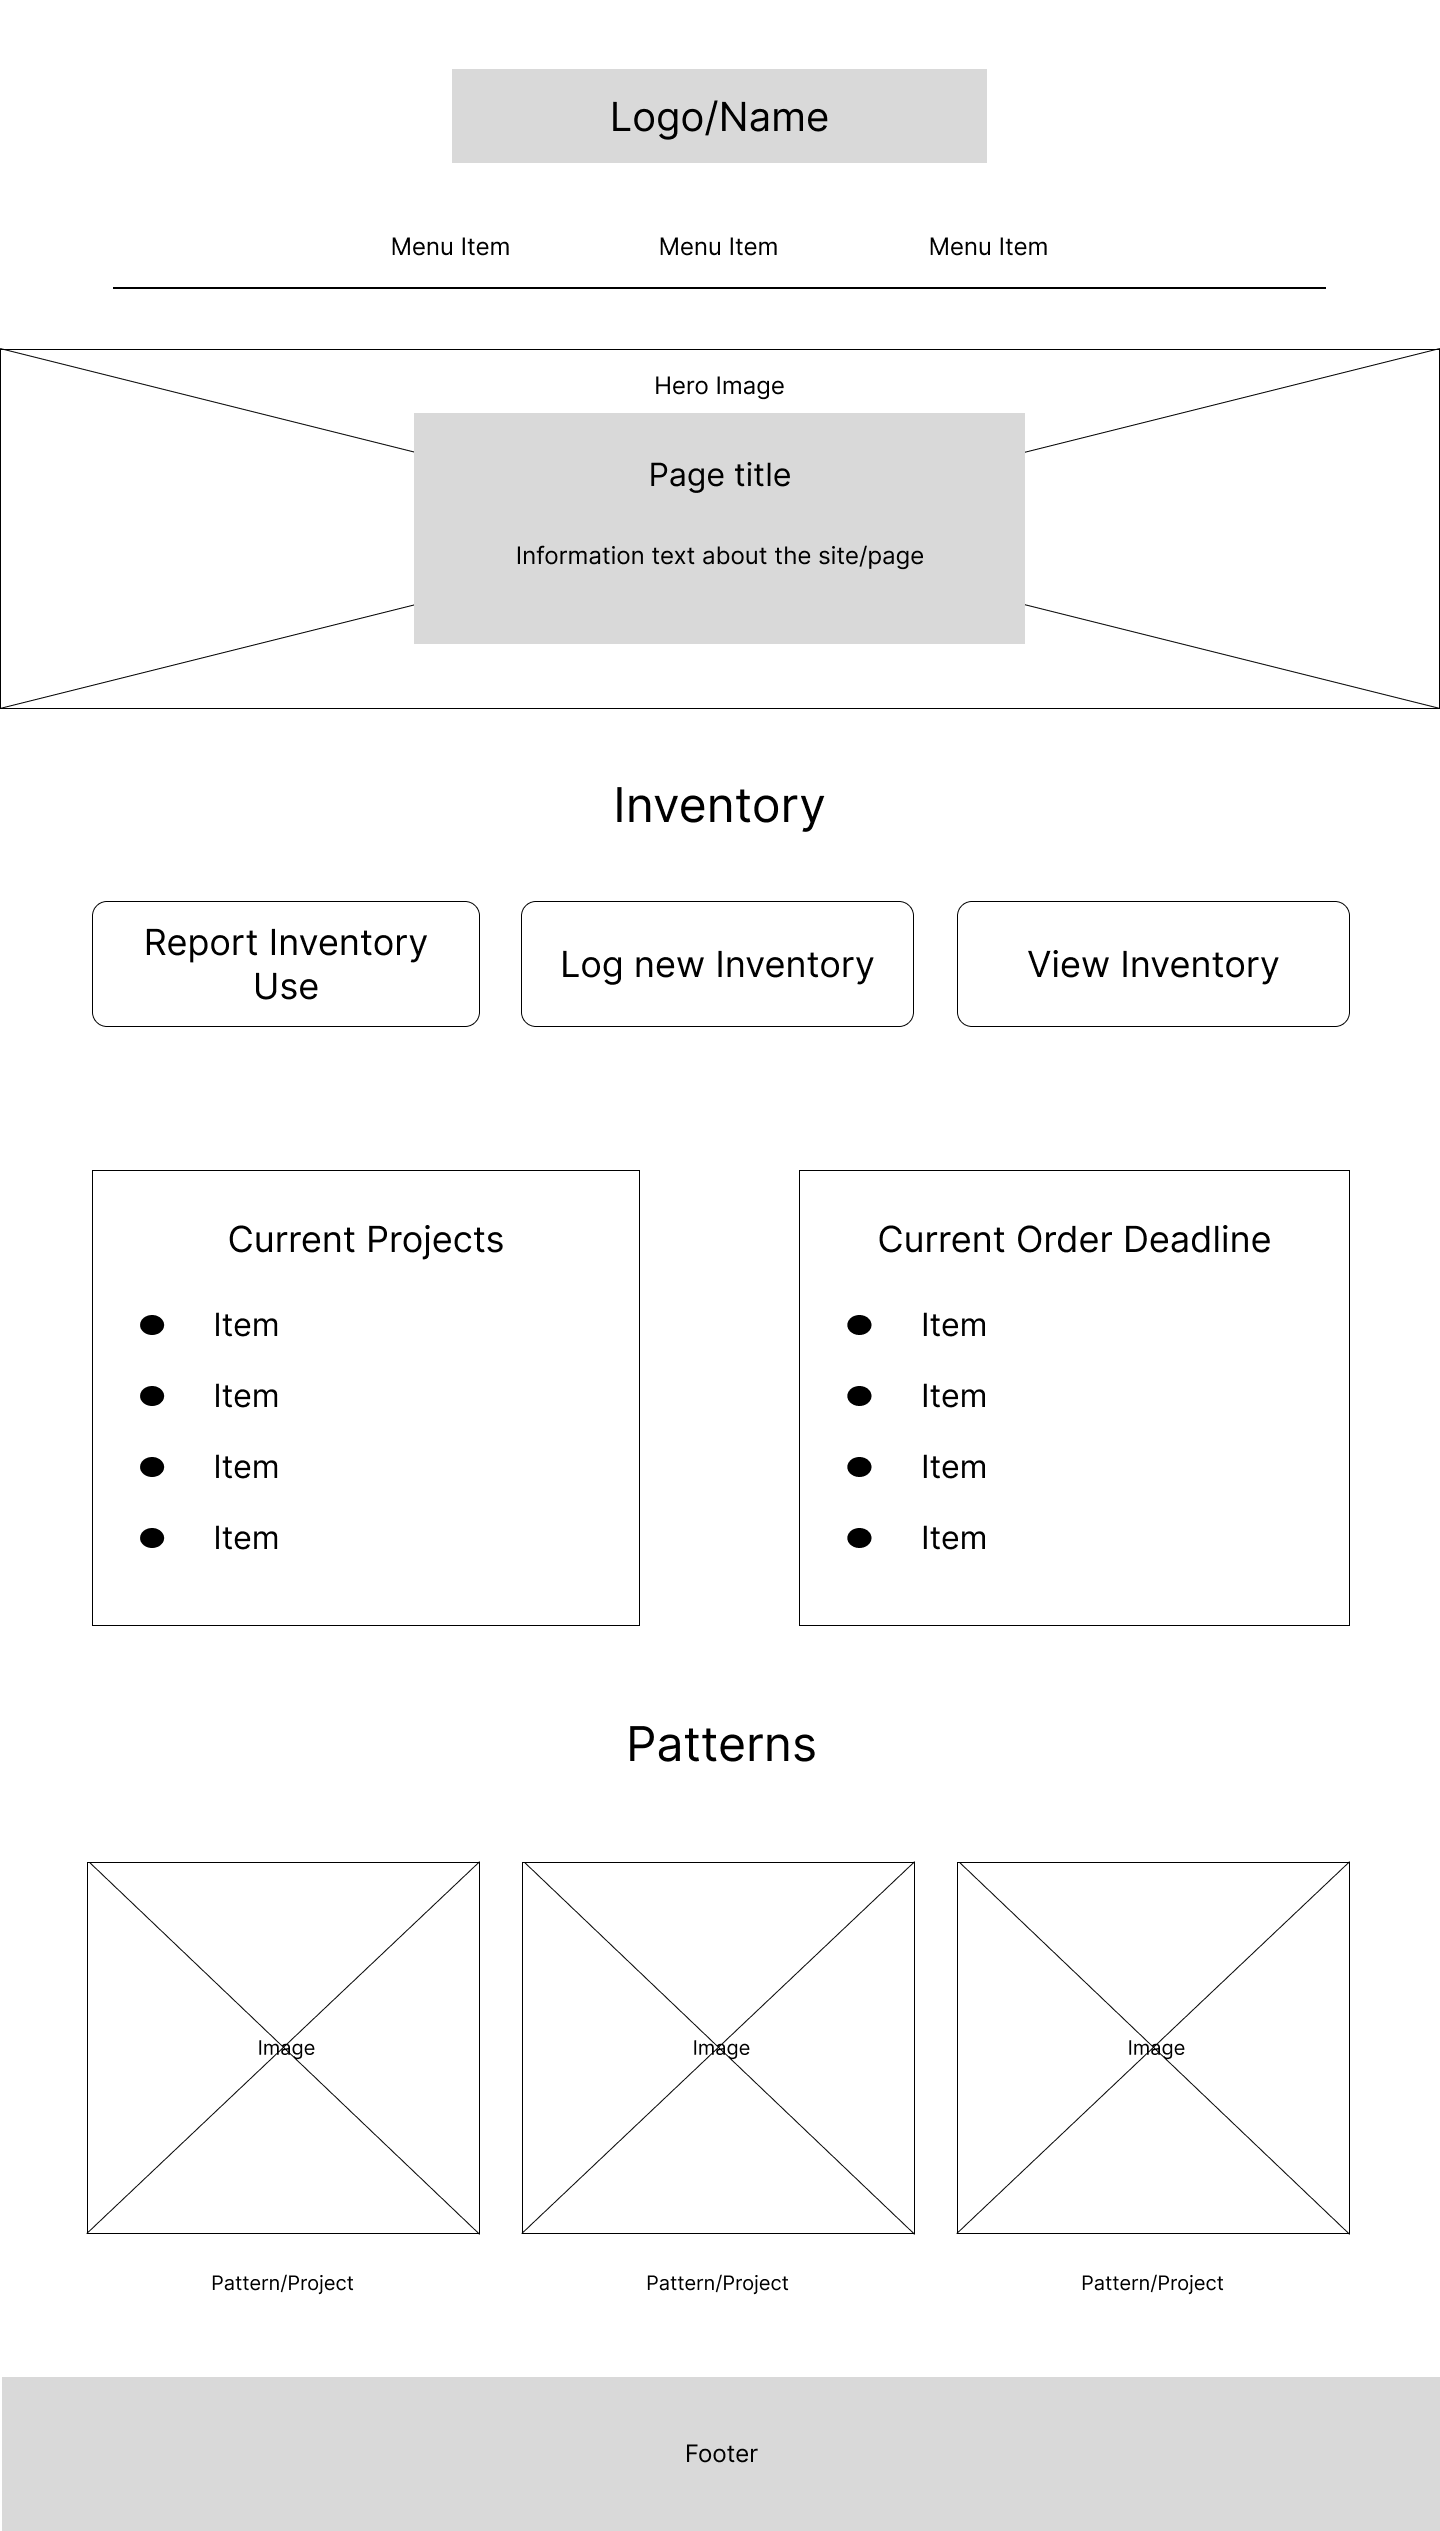 Logo/Name
Menu Item
Menu Item
Menu Item
Hero Image
Page title
Information text about the site/page
Inventory
Report Inventory
Use
Log new Inventory
View Inventory
Current Projects
Item
Item
Item
Item
Current Order Deadline
Item
Item
Item
Item
Patterns
Image
Image
Image
Pattern/Project
Pattern/Project
Pattern/Project
Footer